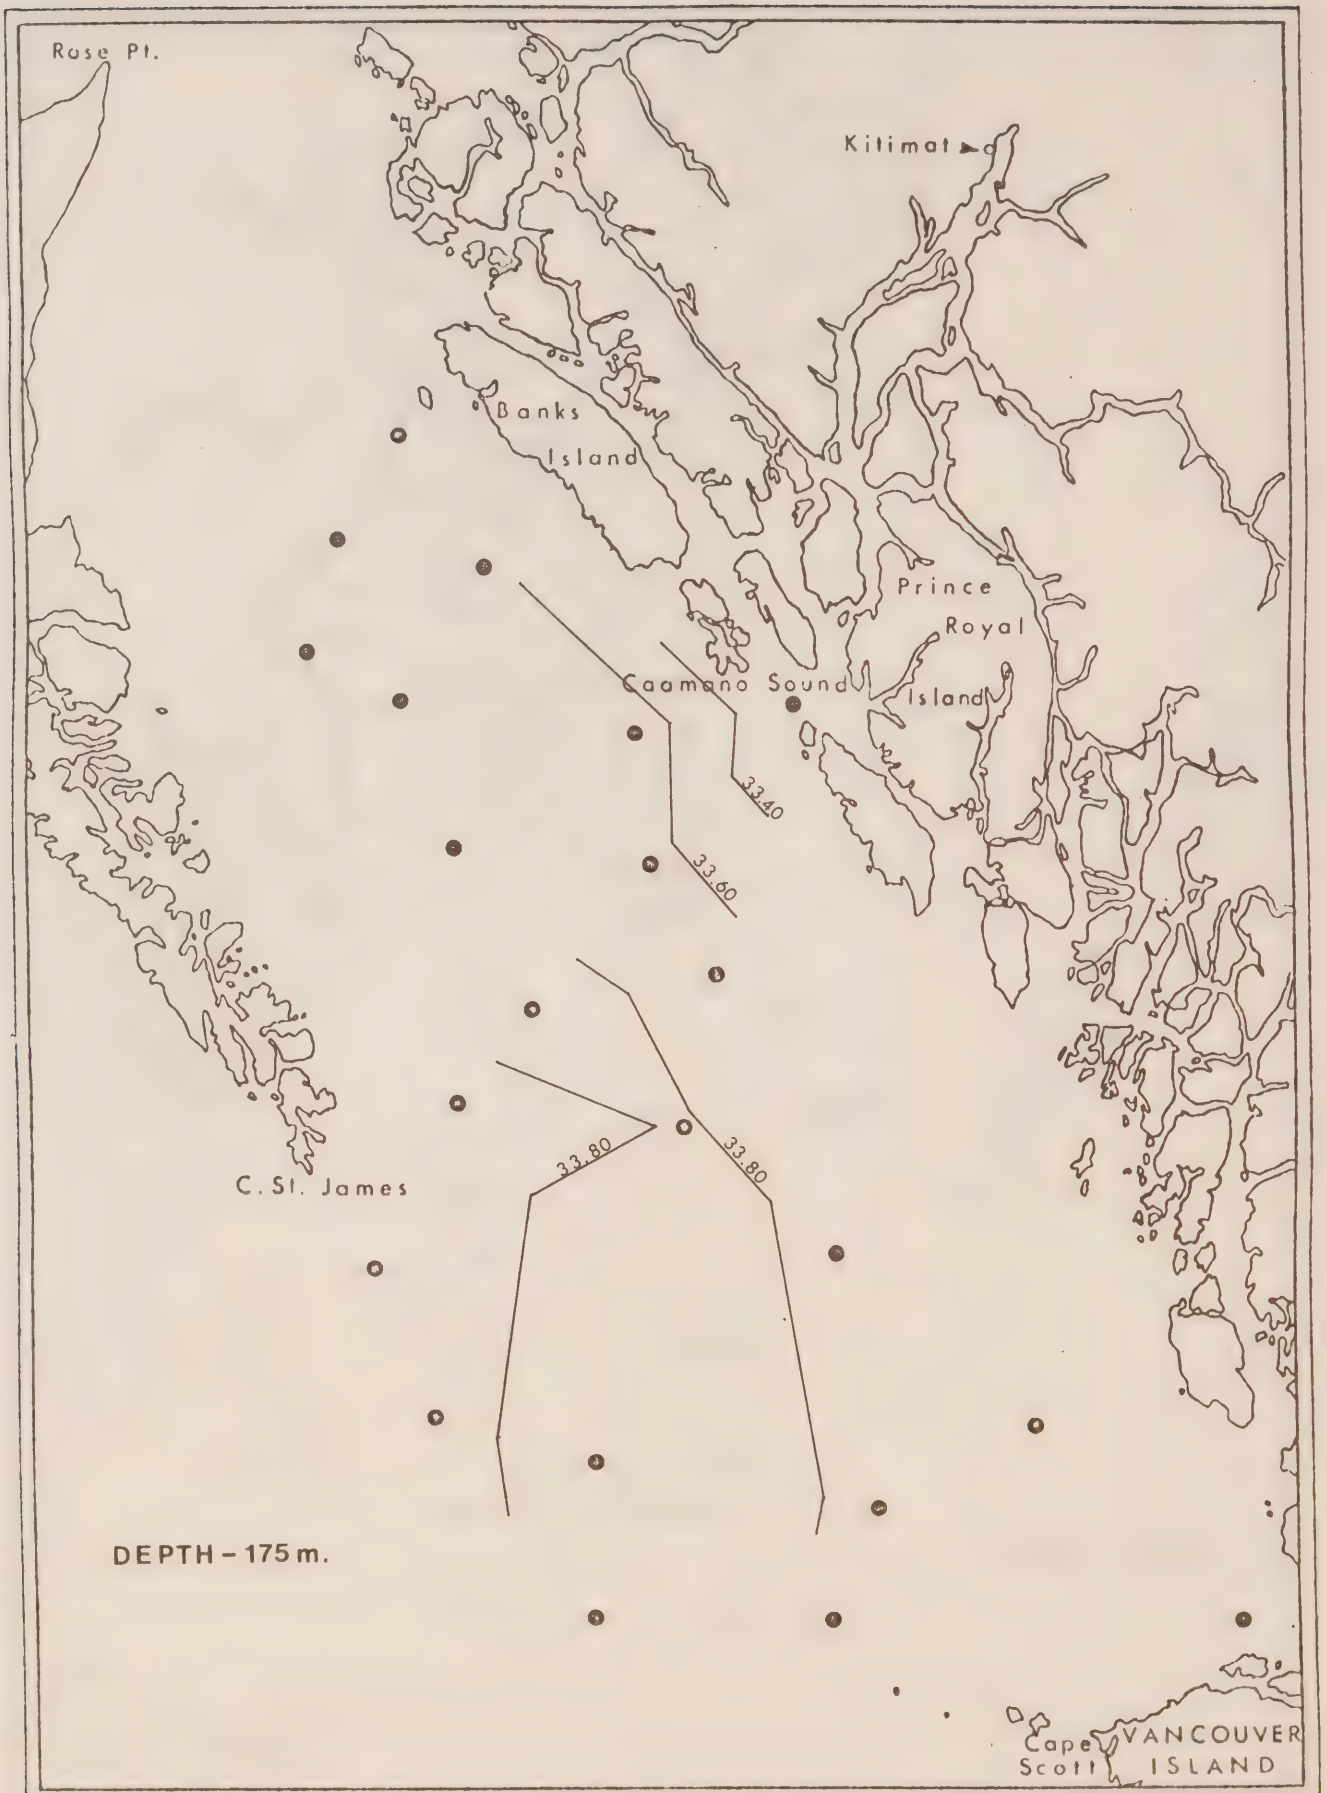 Rose Pt.
Kitimat
Banks
Island
Prince
Royal
Island
Caamano Sound
33.40
33.60
33.80
33.80
C. St. James
DEPTH – 175 m.
Cape
Scott
VANCOUVER
ISLAND